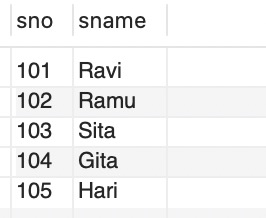 sno sname
101 Ravi
102 Ramu
103 Sita
104 Gita
105 Hari